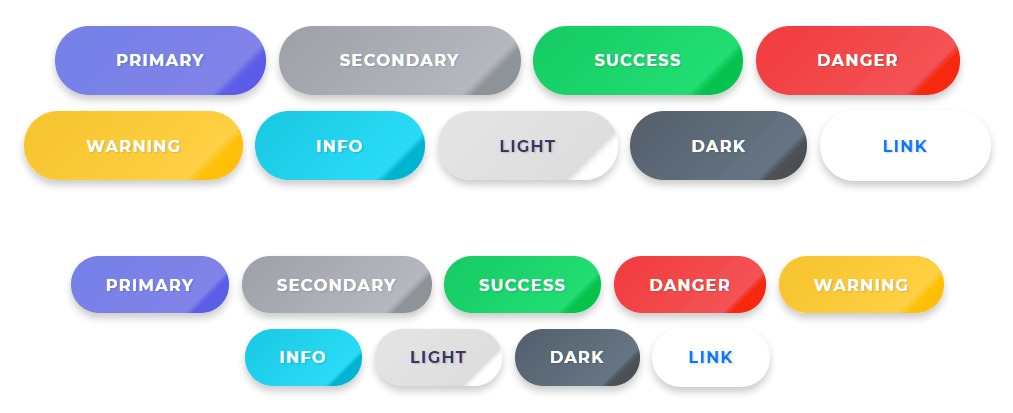 PRIMARY SECONDARY SUCCESS DANGER
WARNING INFO LIGHT DARK LINK
PRIMARY SECONDARY SUCCESS DANGER WARNING
INFO LIGHT DARK LINK